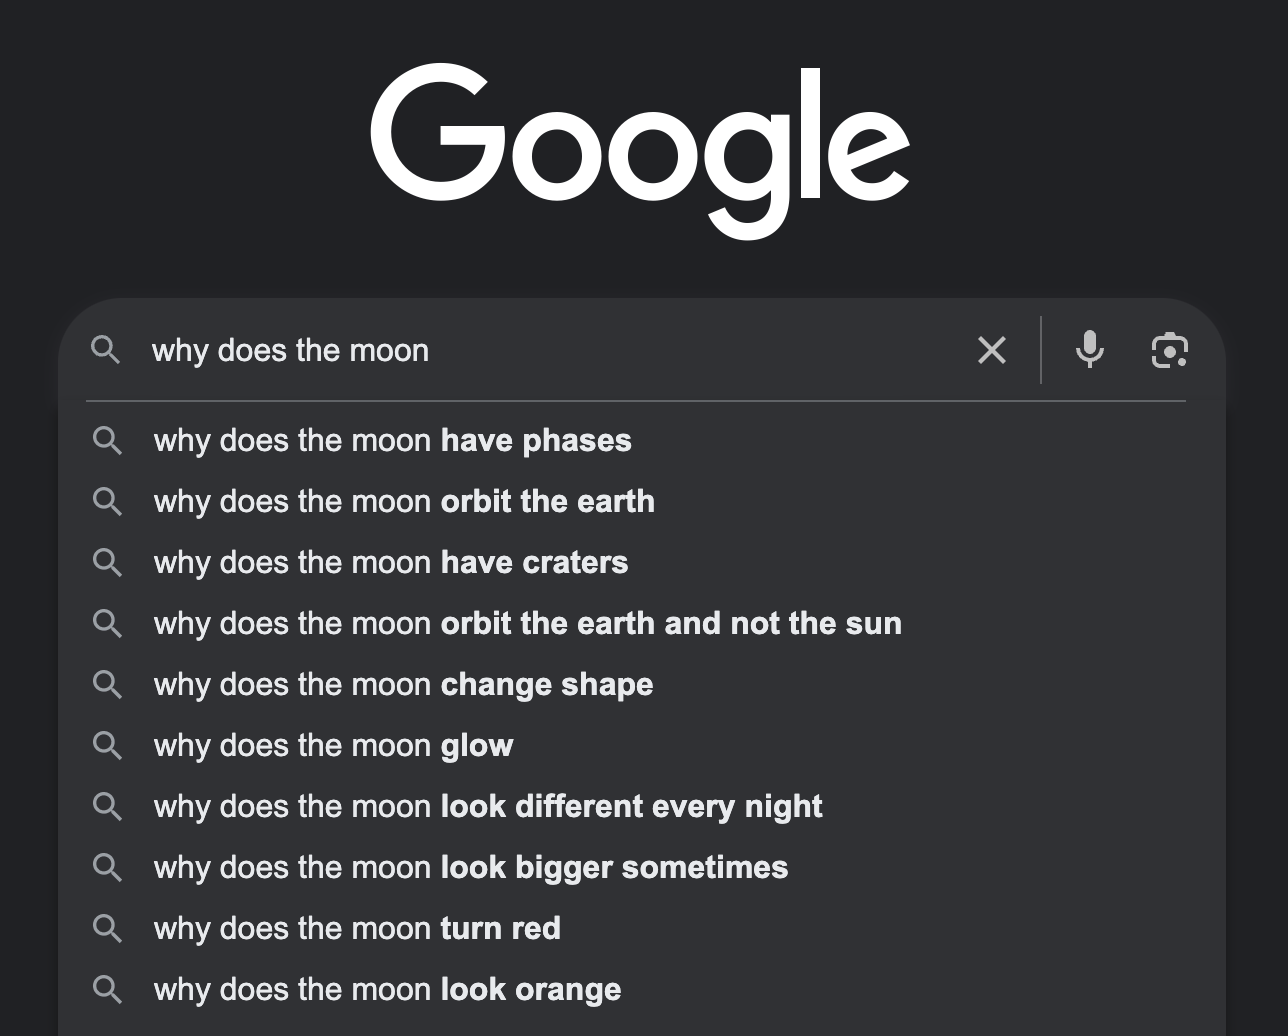 Google
why does the moon
why does the moon have phases
why does the moon orbit the earth
why does the moon have craters
why does the moon orbit the earth and not the sun
why does the moon change shape
why does the moon glow
why does the moon look different every night
why does the moon look bigger sometimes
why does the moon turn red
why does the moon look orange